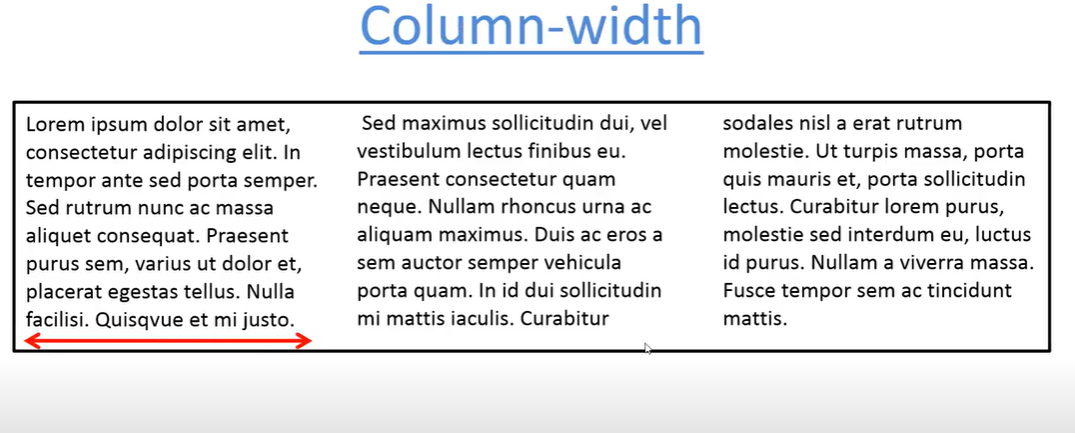 Column-width
Lorem ipsum dolor sit amet,
consectetur adipiscing elit. In
tempor ante sed porta semper.
Sed rutrum nunc ac massa
aliquet consequat. Praesent
purus sem, varius ut dolor et,
placerat egestas tellus. Nulla
facilisi. Quisqvue et mi justo.
Sed maximus sollicitudin dui, vel
vestibulum lectus finibus eu.
Praesent consectetur quam
neque. Nullam rhoncus urna ac
aliquam maximus. Duis ac eros a
sem auctor semper vehicula
porta quam. In id dui sollicitudin
mi mattis iaculis. Curabitur
sodales nisl a erat rutrum
molestie. Ut turpis massa, porta
quis mauris et, porta sollicitudin
lectus. Curabitur lorem purus,
molestie sed interdum eu, luctus
id purus. Nullam a viverra massa.
Fusce tempor sem ac tincidunt
mattis.